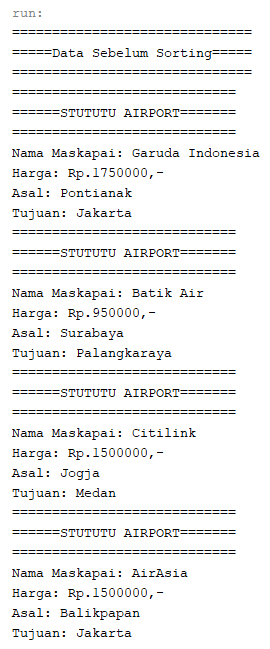 run:
==============================
=====Data Sebelum Sorting=====
==============================
============================
======STUTUTU AIRPORT=======
============================
Nama Maskapai: Garuda Indonesia
Harga: Rp.1750000,-
Asal: Pontianak
Tujuan: Jakarta
============================
======STUTUTU AIRPORT=======
============================
Nama Maskapai: Batik Air
Harga: Rp.950000,-
Asal: Surabaya
Tujuan: Palangkaraya
============================
======STUTUTU AIRPORT=======
============================
Nama Maskapai: Citilink
Harga: Rp.1500000,-
Asal: Jogja
Tujuan: Medan
============================
======STUTUTU AIRPORT=======
============================
Nama Maskapai: AirAsia
Harga: Rp.1500000,-
Asal: Balikpapan
Tujuan: Jakarta